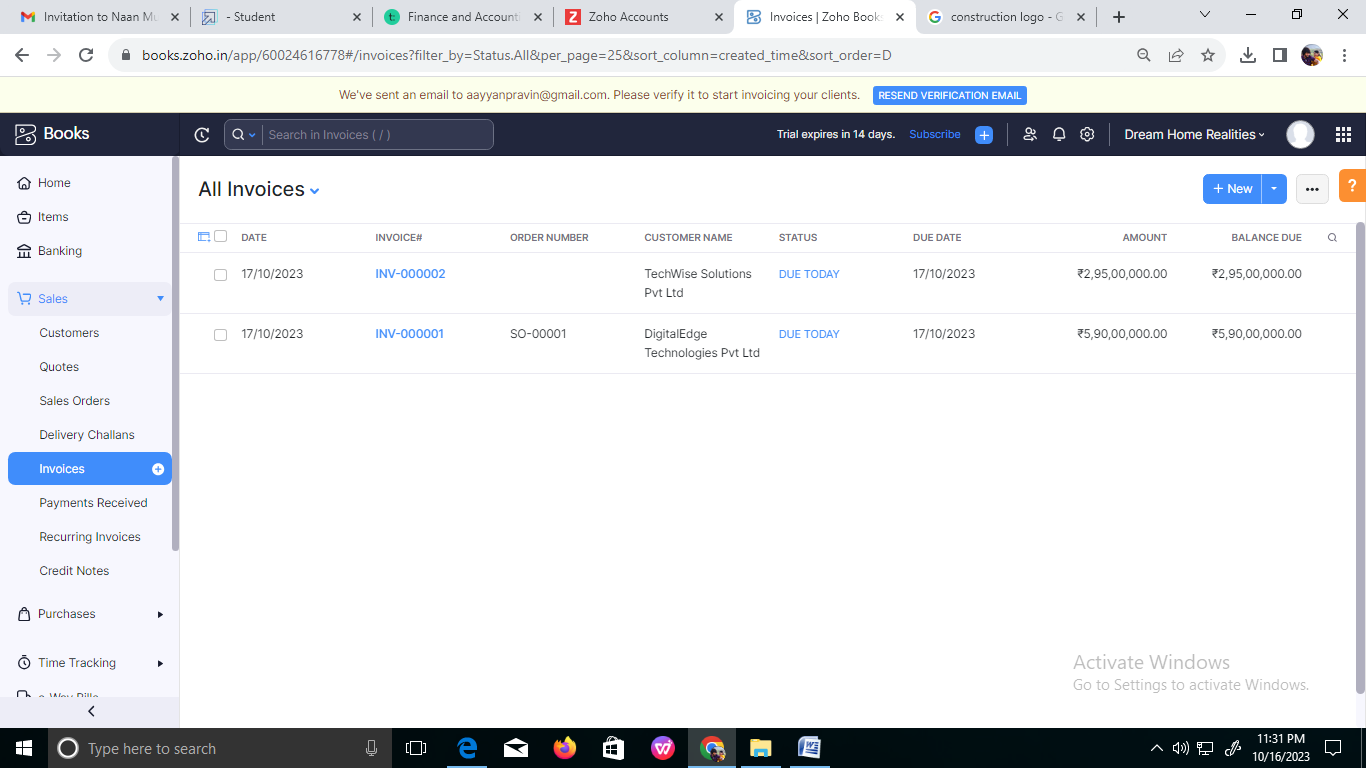 Invitation to Naan Mu
- Student
Finance and Accounti
Zoho Accounts
Invoices | Zoho Books
construction logo - G
books.zoho.in/app/60024616778#/invoices?filter_by=Status.All&per_page=25&sort_column=created_time&sort_order=D
We've sent an email to aayyanpravin@gmail.com. Please verify it to start invoicing your clients. RESEND VERIFICATION EMAIL
Books
Search in Invoices ( / )
Trial expires in 14 days. Subscribe
Dream Home Realities
Home
Items
Banking
Sales
Customers
Quotes
Sales Orders
Delivery Challans
Invoices
Payments Received
Recurring Invoices
Credit Notes
Purchases
Time Tracking
e-Way Bills
All Invoices
+ New
?
DATE INVOICE# ORDER NUMBER CUSTOMER NAME STATUS DUE DATE AMOUNT BALANCE DUE
17/10/2023 INV-000002 TechWise Solutions DUE TODAY 17/10/2023 ₹2,95,00,000.00 ₹2,95,00,000.00
Pvt Ltd
17/10/2023 INV-000001 SO-00001 DigitalEdge DUE TODAY 17/10/2023 ₹5,90,00,000.00 ₹5,90,00,000.00
Technologies Pvt Ltd
Activate Windows
Go to Settings to activate Windows.
Type here to search
11:31 PM
10/16/2023